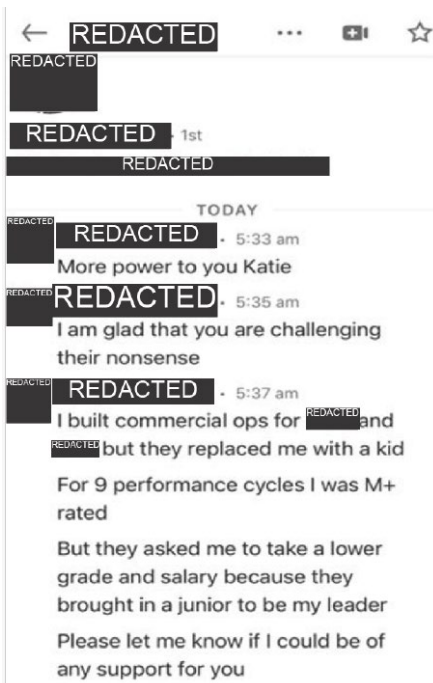 REDACTED
REDACTED
REDACTED · 1st
REDACTED
TODAY
REDACTED
REDACTED · 5:33 am
More power to you Katie
REDACTED
REDACTED · 5:35 am
I am glad that you are challenging
their nonsense
REDACTED
REDACTED · 5:37 am
I built commercial ops for REDACTED and
REDACTED but they replaced me with a kid
For 9 performance cycles I was M+
rated
But they asked me to take a lower
grade and salary because they
brought in a junior to be my leader
Please let me know if I could be of
any support for you